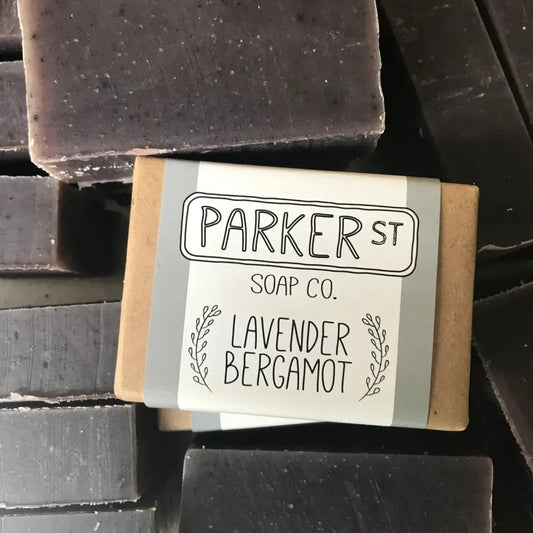 PARKER ST
SOAP CO.
LAVENDER
BERGAMOT